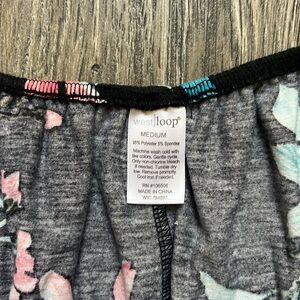 west|loop®
MEDIUM
95% Polyester 5% Spandex
Machine wash cold with
like colors. Gentle cycle.
Only non-chlorine bleach
if needed. Tumble dry
low. Remove promptly.
Cool iron if needed.
RN #106506
MADE IN CHINA
WIC